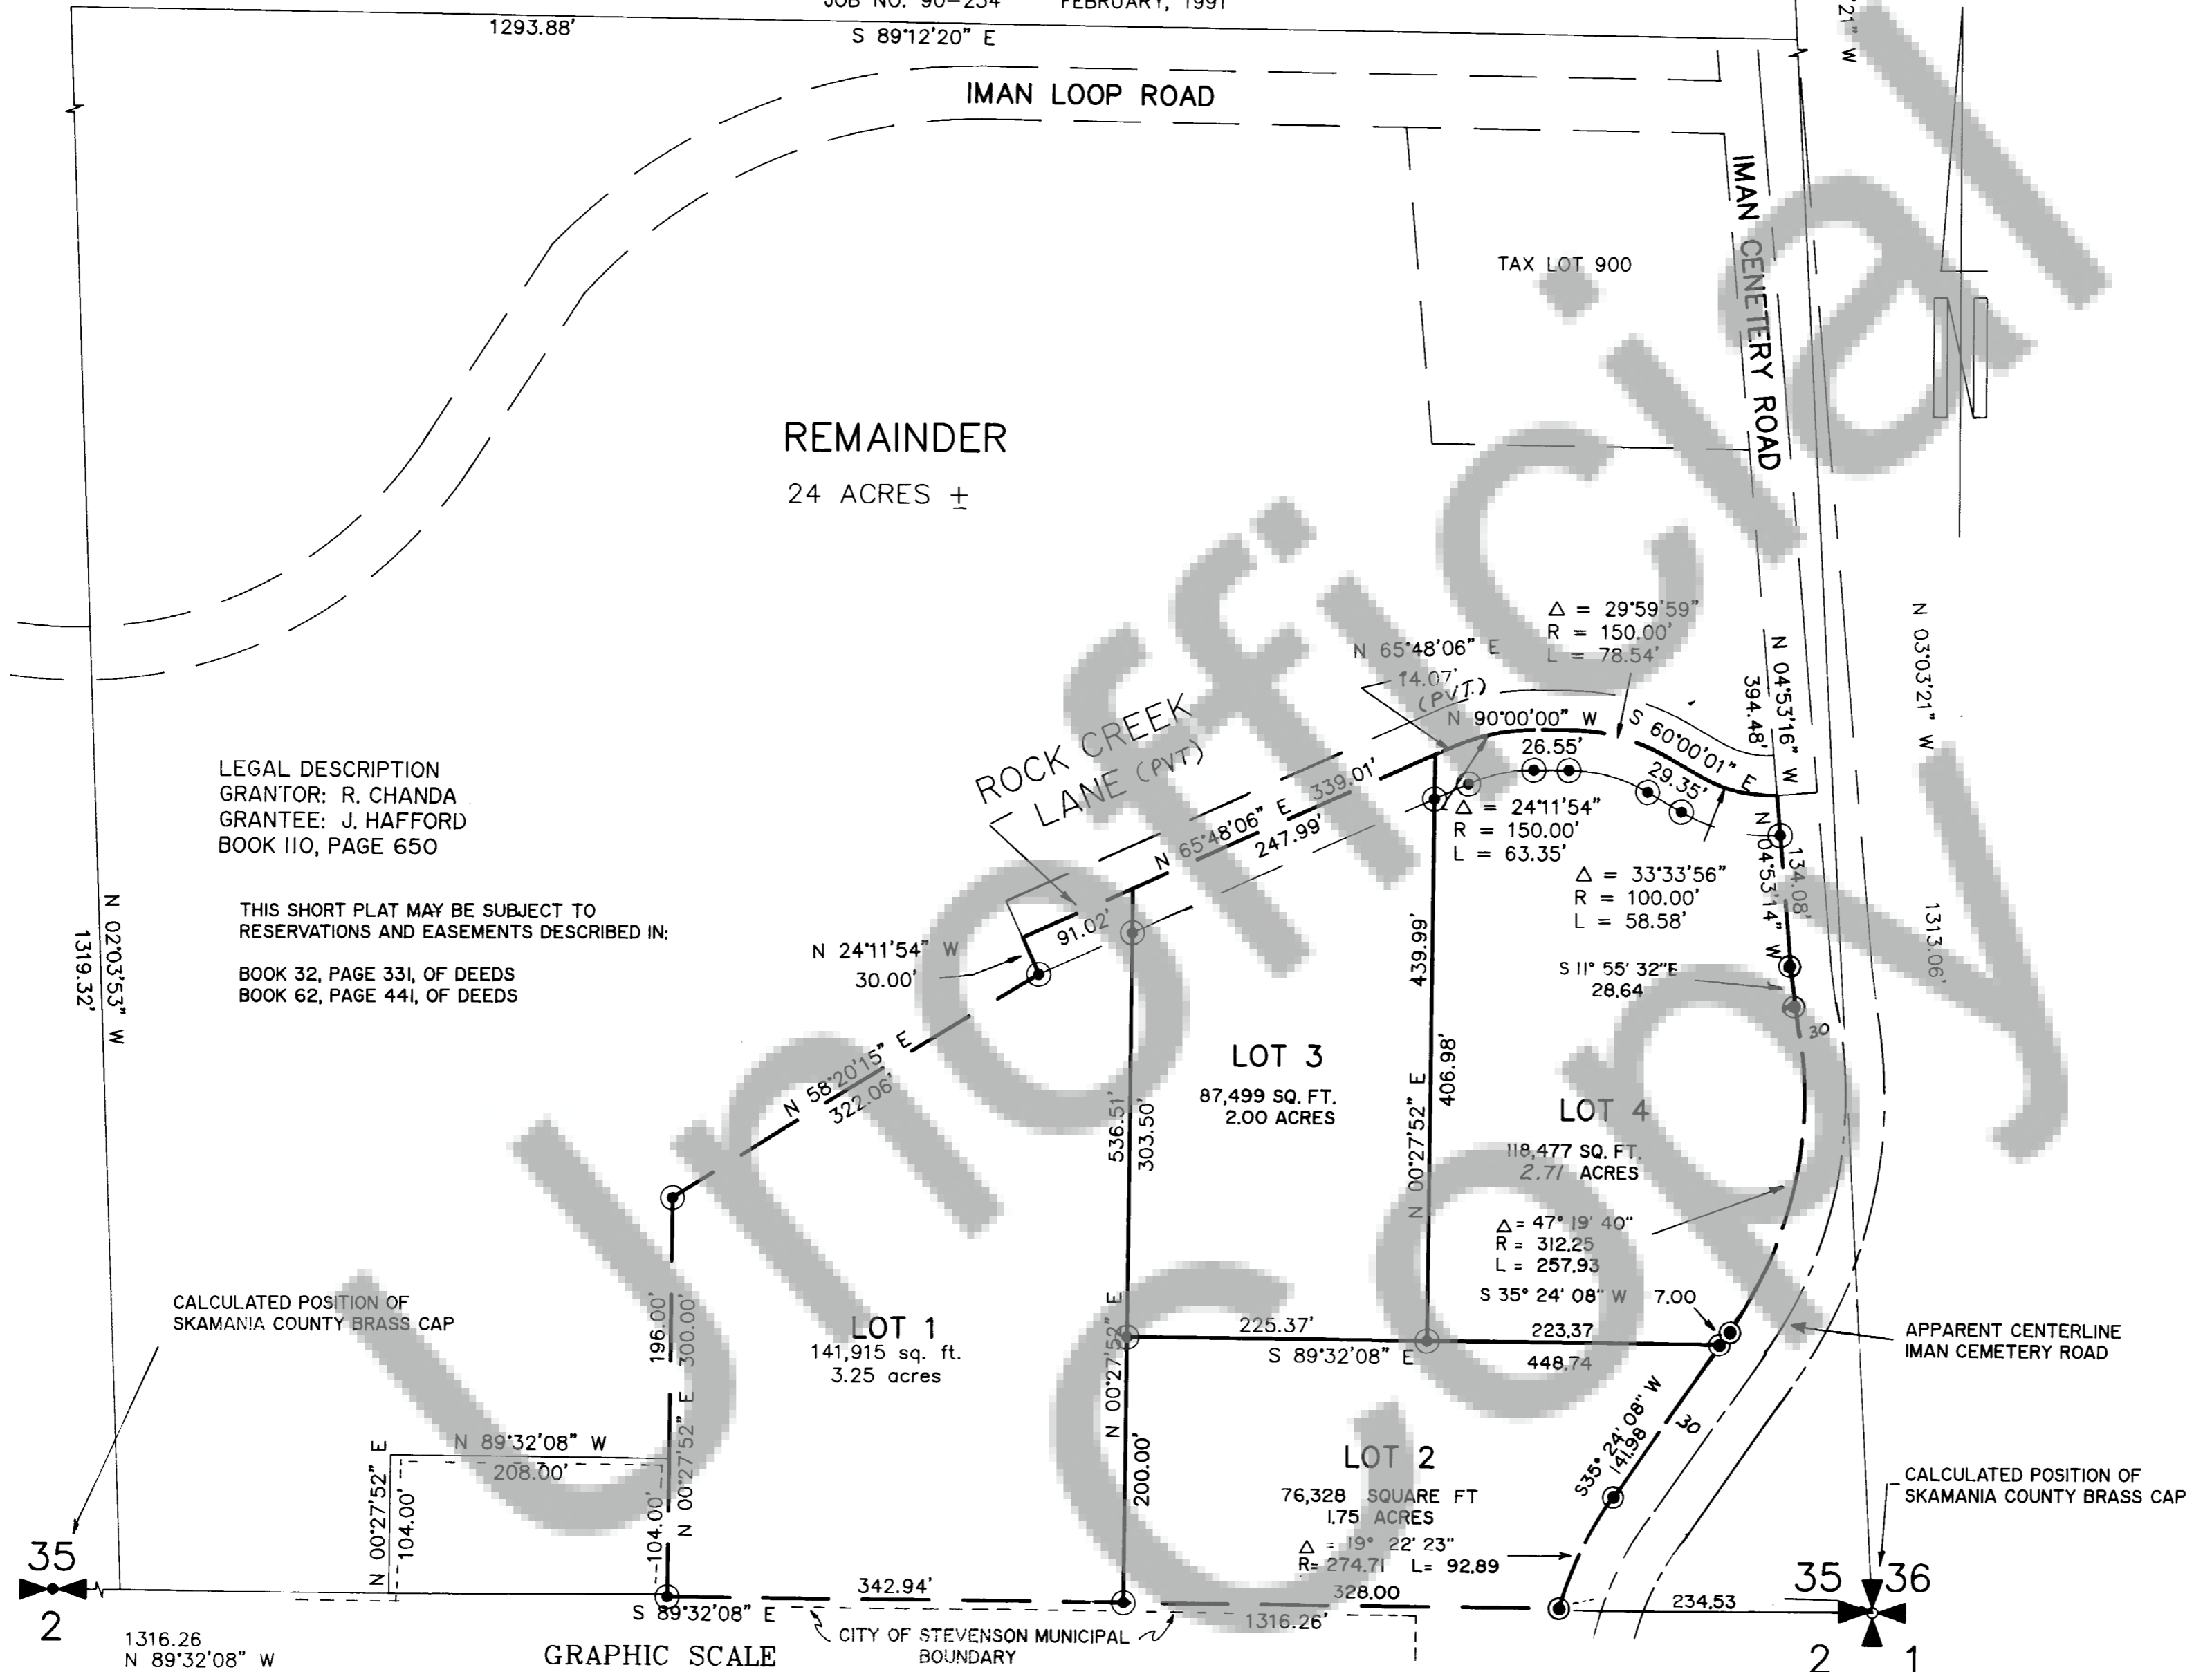 JOB NO. 90-234 FEBRUARY, 1991
1293.88'
S 89°12'20" E
'21" W
IMAN LOOP ROAD
IMAN CENETERY ROAD
TAX LOT 900
N
REMAINDER
24 ACRES ±
Δ = 29°59'59"
R = 150.00'
L = 78.54'
N 65°48'06" E
14.07'
(PVT.)
N 90°00'00" W
26.55'
S 60°00'01" E
29.35'
N 04°53'16" W
394.48'
N 03°03'21" W
1313.06'
ROCK CREEK
LANE (PVT)
N 65°48'06" E 339.01'
247.99'
Δ = 24°11'54"
R = 150.00'
L = 63.35'
Δ = 33°33'56"
R = 100.00'
L = 58.58'
N 04°53'14" W
134.08'
LEGAL DESCRIPTION
GRANTOR: R. CHANDA
GRANTEE: J. HAFFORD
BOOK 110, PAGE 650
THIS SHORT PLAT MAY BE SUBJECT TO
RESERVATIONS AND EASEMENTS DESCRIBED IN:
BOOK 32, PAGE 331, OF DEEDS
BOOK 62, PAGE 441, OF DEEDS
N 02°03'53" W
1319.32'
N 24°11'54" W
30.00'
91.02'
N 58°20'15" E
322.06'
S 11° 55' 32" E
28.64
30
LOT 3
87,499 SQ. FT.
2.00 ACRES
536.51'
303.50'
439.99'
406.98'
N 00°27'52" E
LOT 4
118,477 SQ. FT.
2.71 ACRES
Δ = 47° 19' 40"
R = 312.25
L = 257.93
S 35° 24' 08" W 7.00
CALCULATED POSITION OF
SKAMANIA COUNTY BRASS CAP
196.00'
300.00'
N 00°27'52" E
LOT 1
141,915 sq. ft.
3.25 acres
N 00°27'52" E
200.00'
225.37'
S 89°32'08" E
223.37
448.74
APPARENT CENTERLINE
IMAN CEMETERY ROAD
S35° 24' 08" W
141.98
30
N 89°32'08" W
208.00'
N 00°27'52" E
104.00'
104.00'
LOT 2
76,328 SQUARE FT
1.75 ACRES
Δ = 19° 22' 23"
R= 274.71 L= 92.89
328.00
CALCULATED POSITION OF
SKAMANIA COUNTY BRASS CAP
35
2
342.94'
S 89°32'08" E
1316.26'
234.53
35 36
2 1
CITY OF STEVENSON MUNICIPAL
BOUNDARY
1316.26
N 89°32'08" W
GRAPHIC SCALE
Unofficial
Copy